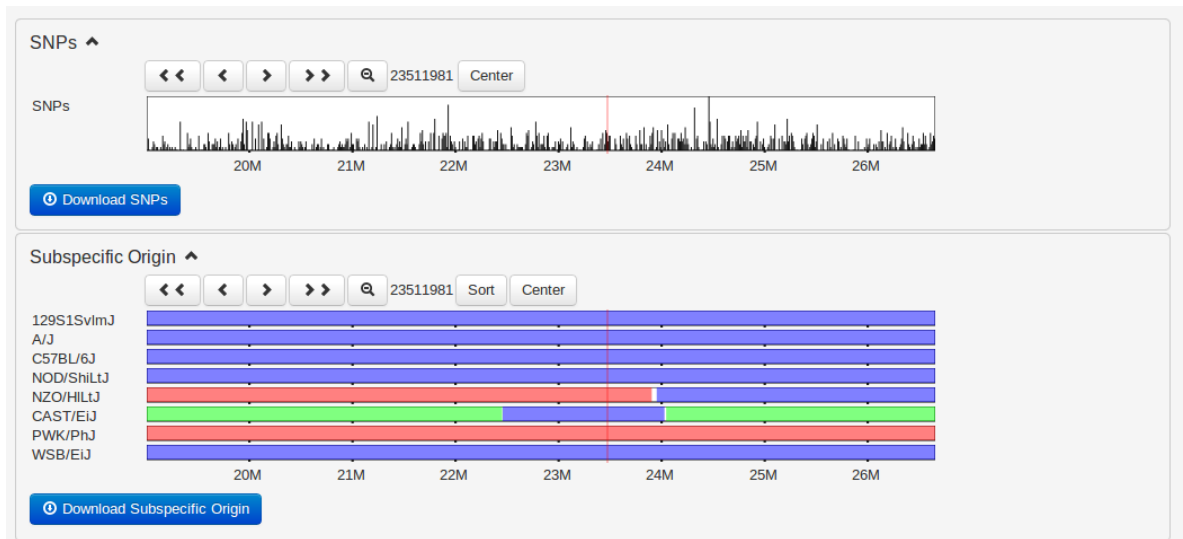 SNPs
23511981 Center
SNPs
20M 21M 22M 23M 24M 25M 26M
Download SNPs
Subspecific Origin
23511981 Sort Center
129S1SvlmJ
A/J
C57BL/6J
NOD/ShiLtJ
NZO/HlLtJ
CAST/EiJ
PWK/PhJ
WSB/EiJ
20M 21M 22M 23M 24M 25M 26M
Download Subspecific Origin